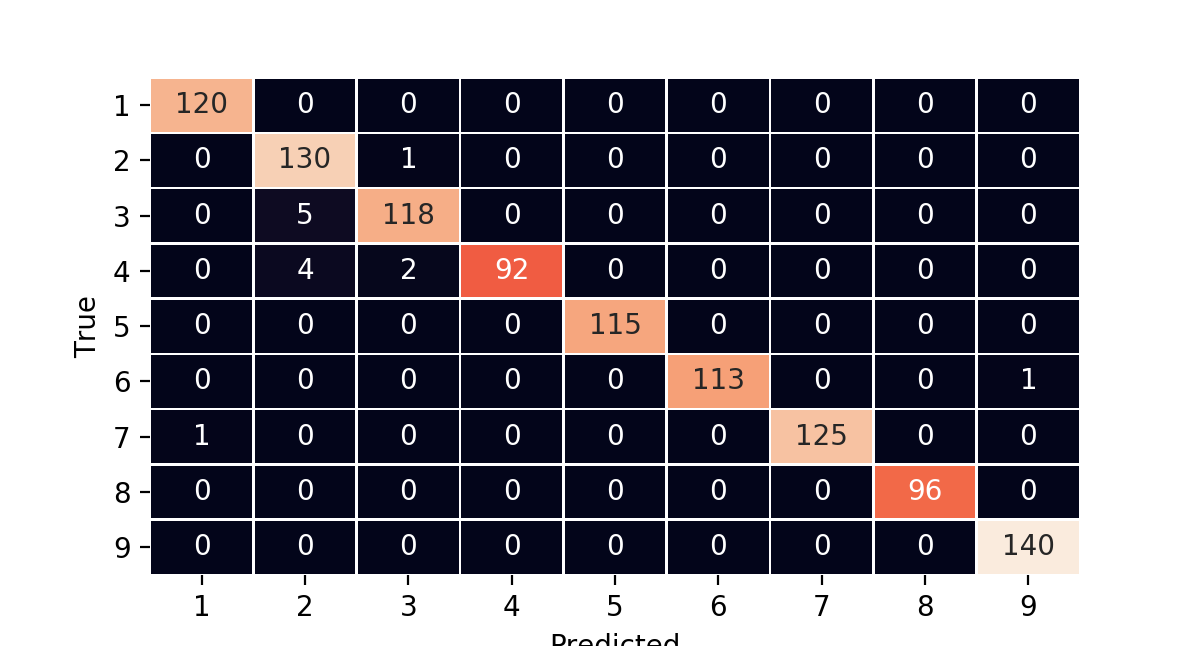 1 120 0 0 0 0 0 0 0 0
2 0 130 1 0 0 0 0 0 0
3 0 5 118 0 0 0 0 0 0
4 0 4 2 92 0 0 0 0 0
True
5 0 0 0 0 115 0 0 0 0
6 0 0 0 0 0 113 0 0 1
7 1 0 0 0 0 0 125 0 0
8 0 0 0 0 0 0 0 96 0
9 0 0 0 0 0 0 0 0 140
1 2 3 4 5 6 7 8 9
Predicted